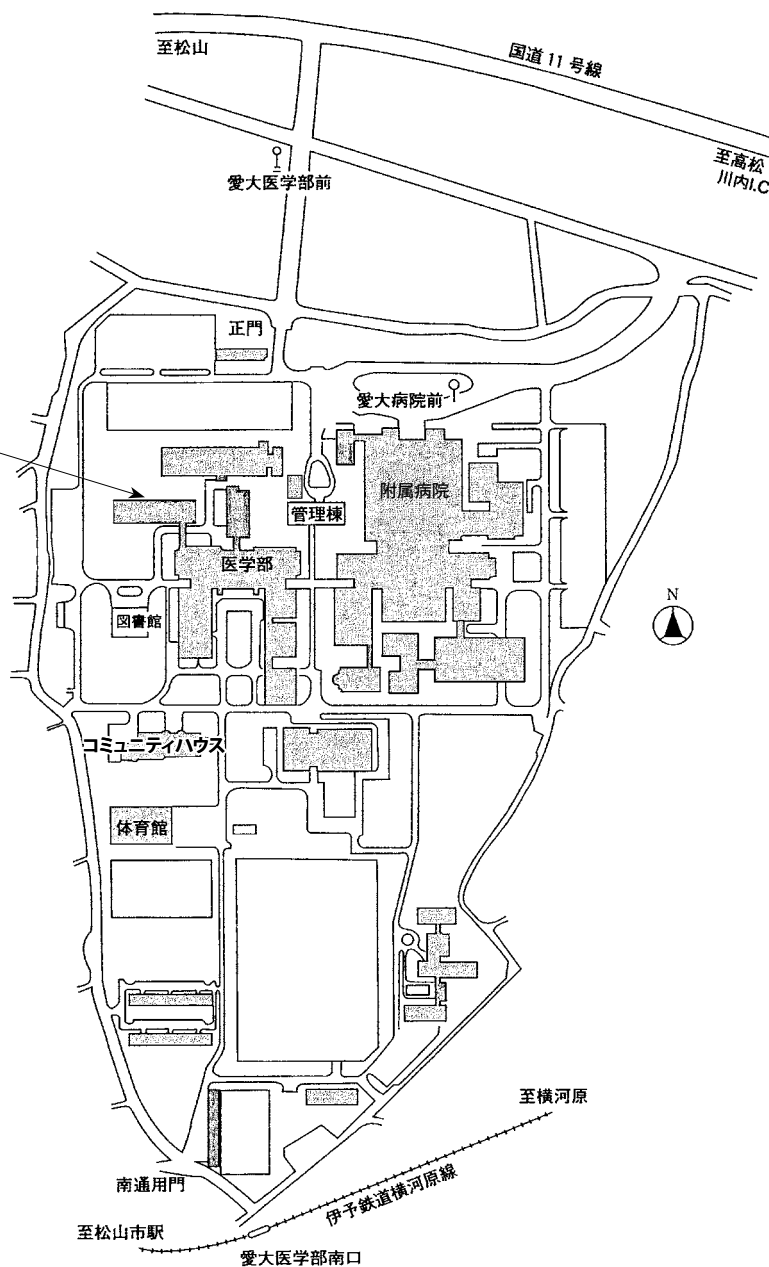 至松山
国道11号線
至高松
川内I.C
愛大医学部前
正門
愛大病院前
附属病院
管理棟
医学部
図書館
N
コミュニティハウス
体育館
至横河原
南通用門
伊予鉄道横河原線
至松山市駅
愛大医学部南口